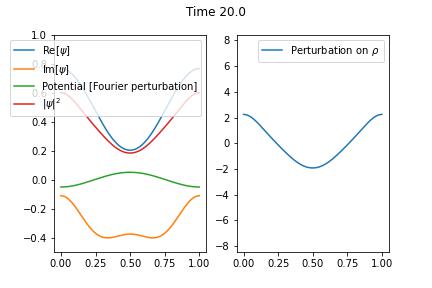 Time 20.0
1.0
0.8
0.6
0.4
0.2
0.0
−0.2
−0.4
0.00 0.25 0.50 0.75 1.00
Re[ψ]
Im[ψ]
Potential [Fourier perturbation]
|ψ|²
8
6
4
2
0
−2
−4
−6
−8
0.00 0.25 0.50 0.75 1.00
Perturbation on ρ